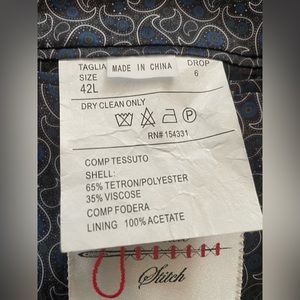 TAGLIA MADE IN CHINA DROP
SIZE 6
42L
DRY CLEAN ONLY
RN# 154331
COMP TESSUTO
SHELL:
65% TETRON/POLYESTER
35% VISCOSE
COMP FODERA
LINING 100% ACETATE
Stitch